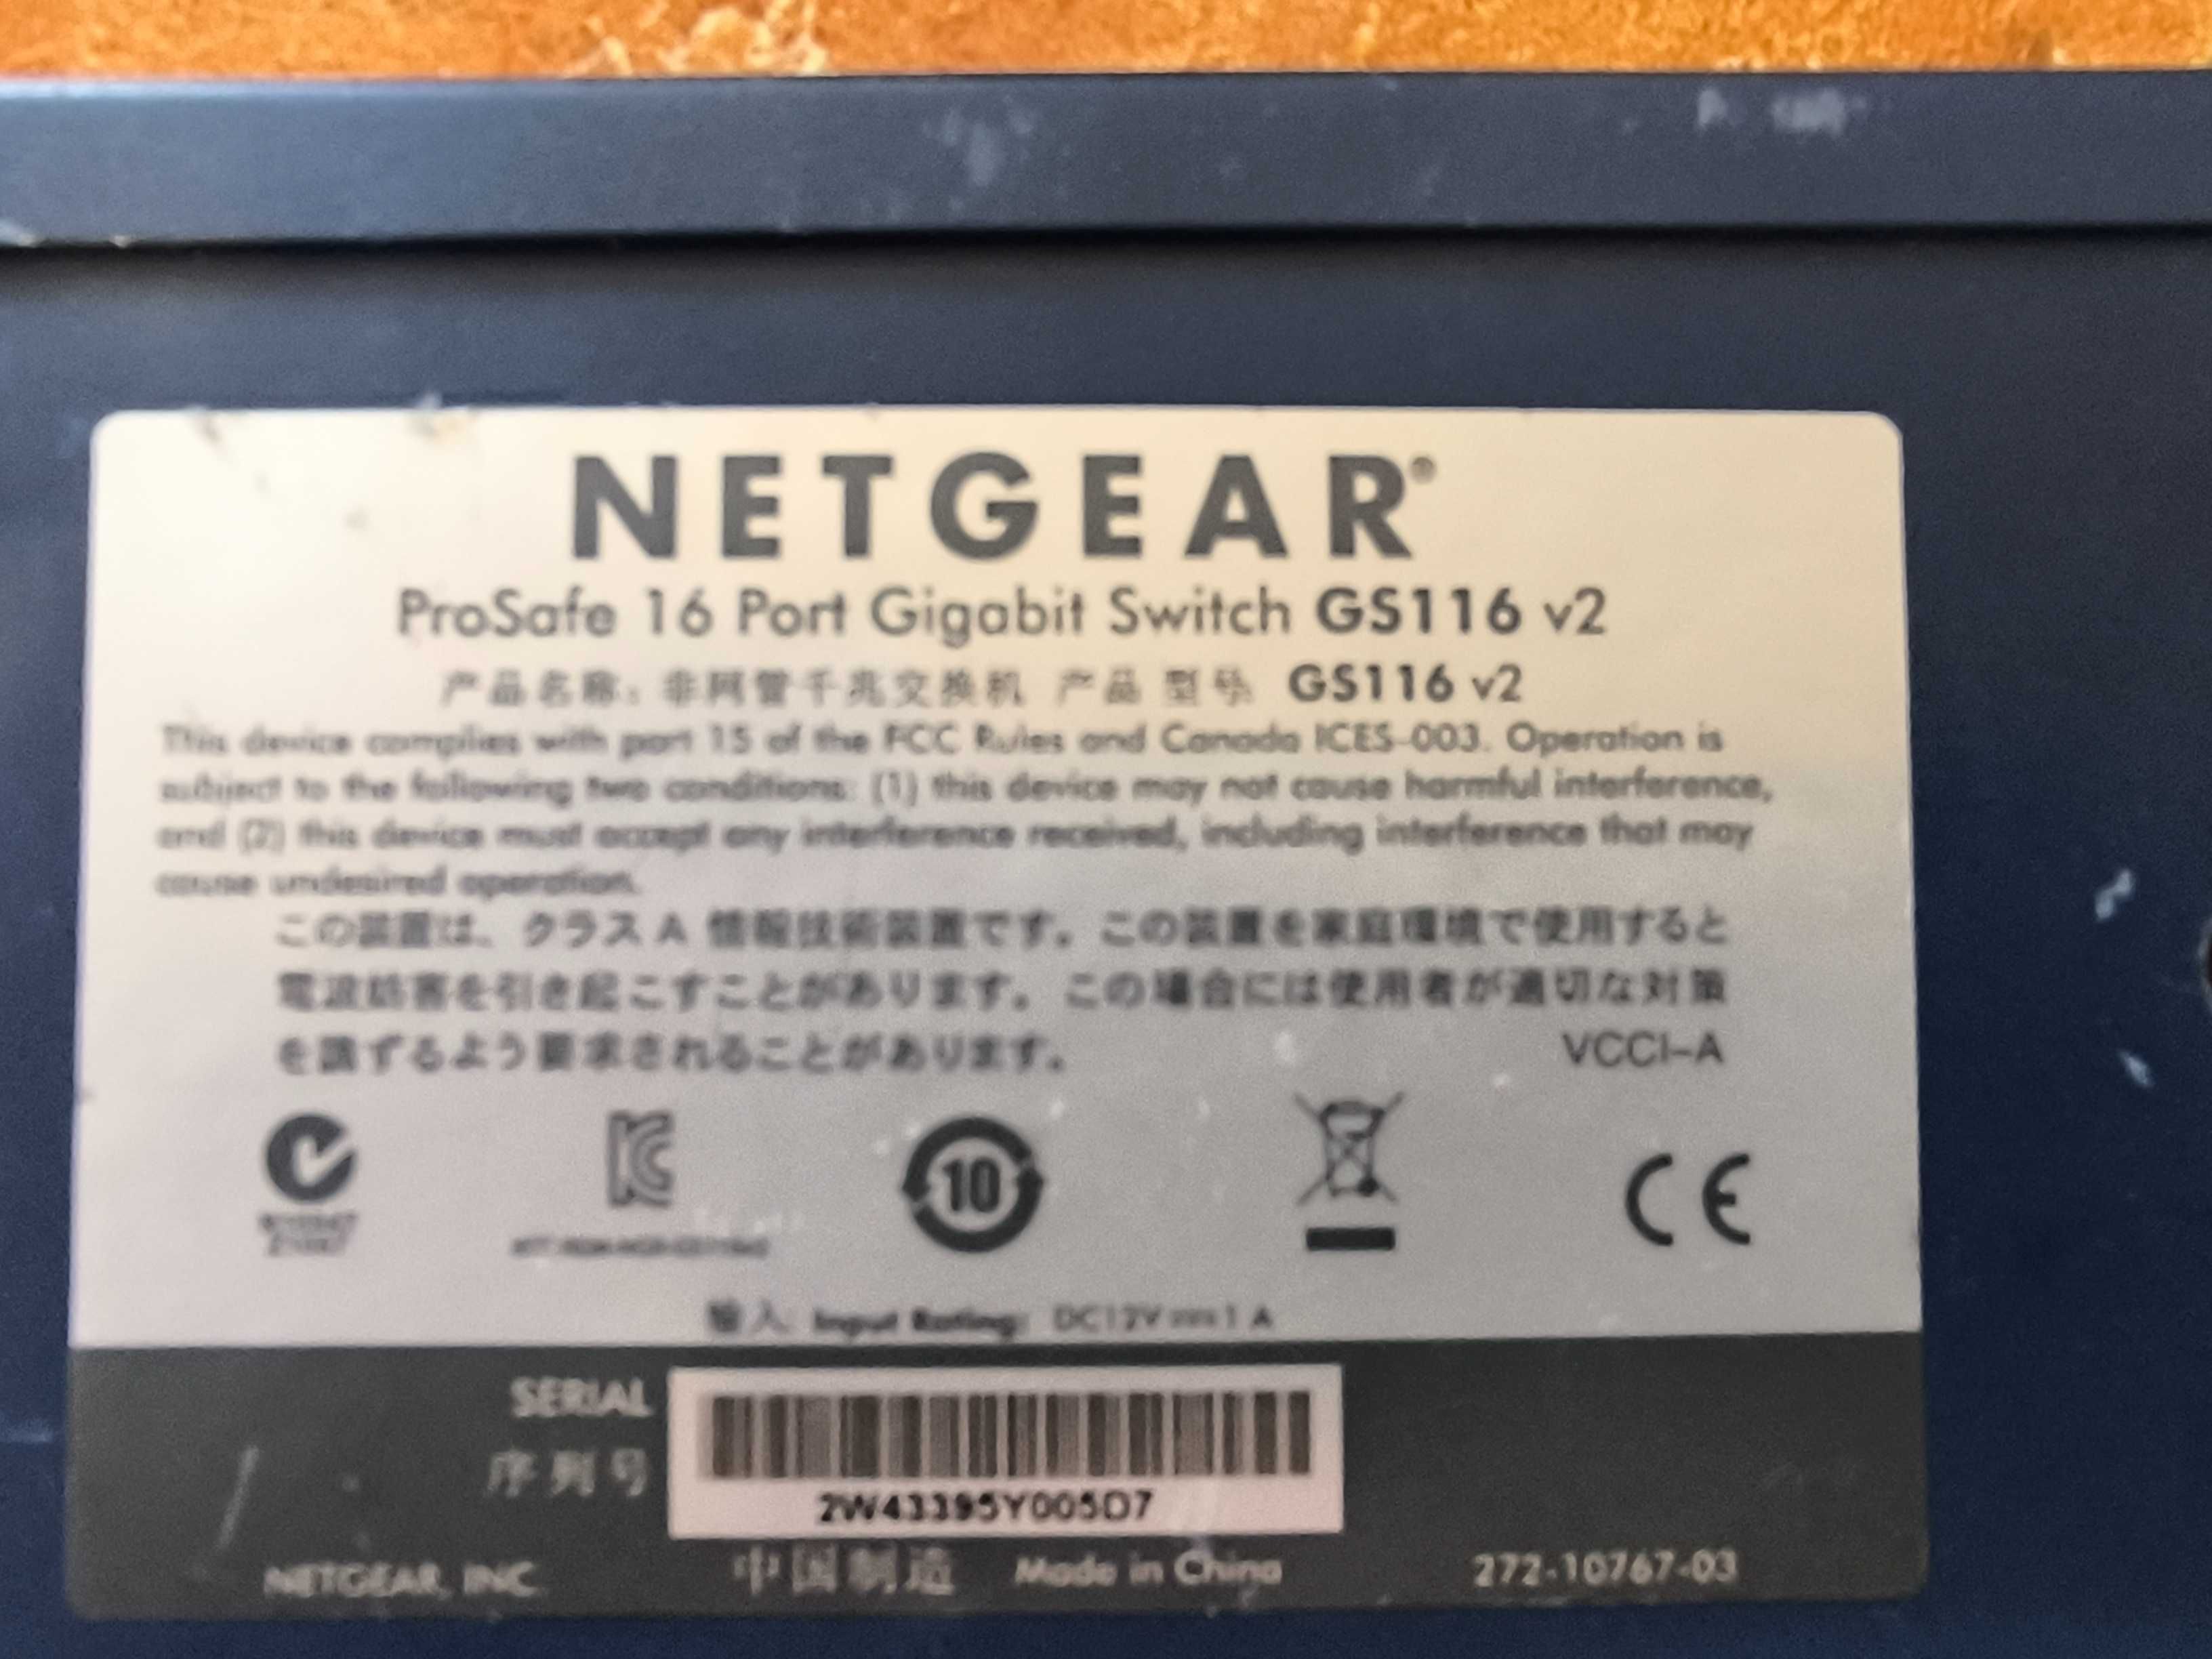 NETGEAR®
ProSafe 16 Port Gigabit Switch GS116 v2
产品名称: 非网管千兆交换机 产品 型号 GS116 v2
This device complies with part 15 of the FCC Rules and Canada ICES-003. Operation is
subject to the following two conditions: (1) this device may not cause harmful interference,
and (2) this device must accept any interference received, including interference that may
cause undesired operation.
この装置は、クラス A 情報技術装置です。この装置を家庭環境で使用すると
電波妨害を引き起こすことがあります。この場合には使用者が適切な対策
を講ずるよう要求されることがあります。 VCCI-A
10
CE
输入: Input Rating: DC12V ⎓ 1 A
SERIAL
序列号
2W43395Y005D7
NETGEAR, INC. 中国制造 Made in China 272-10767-03